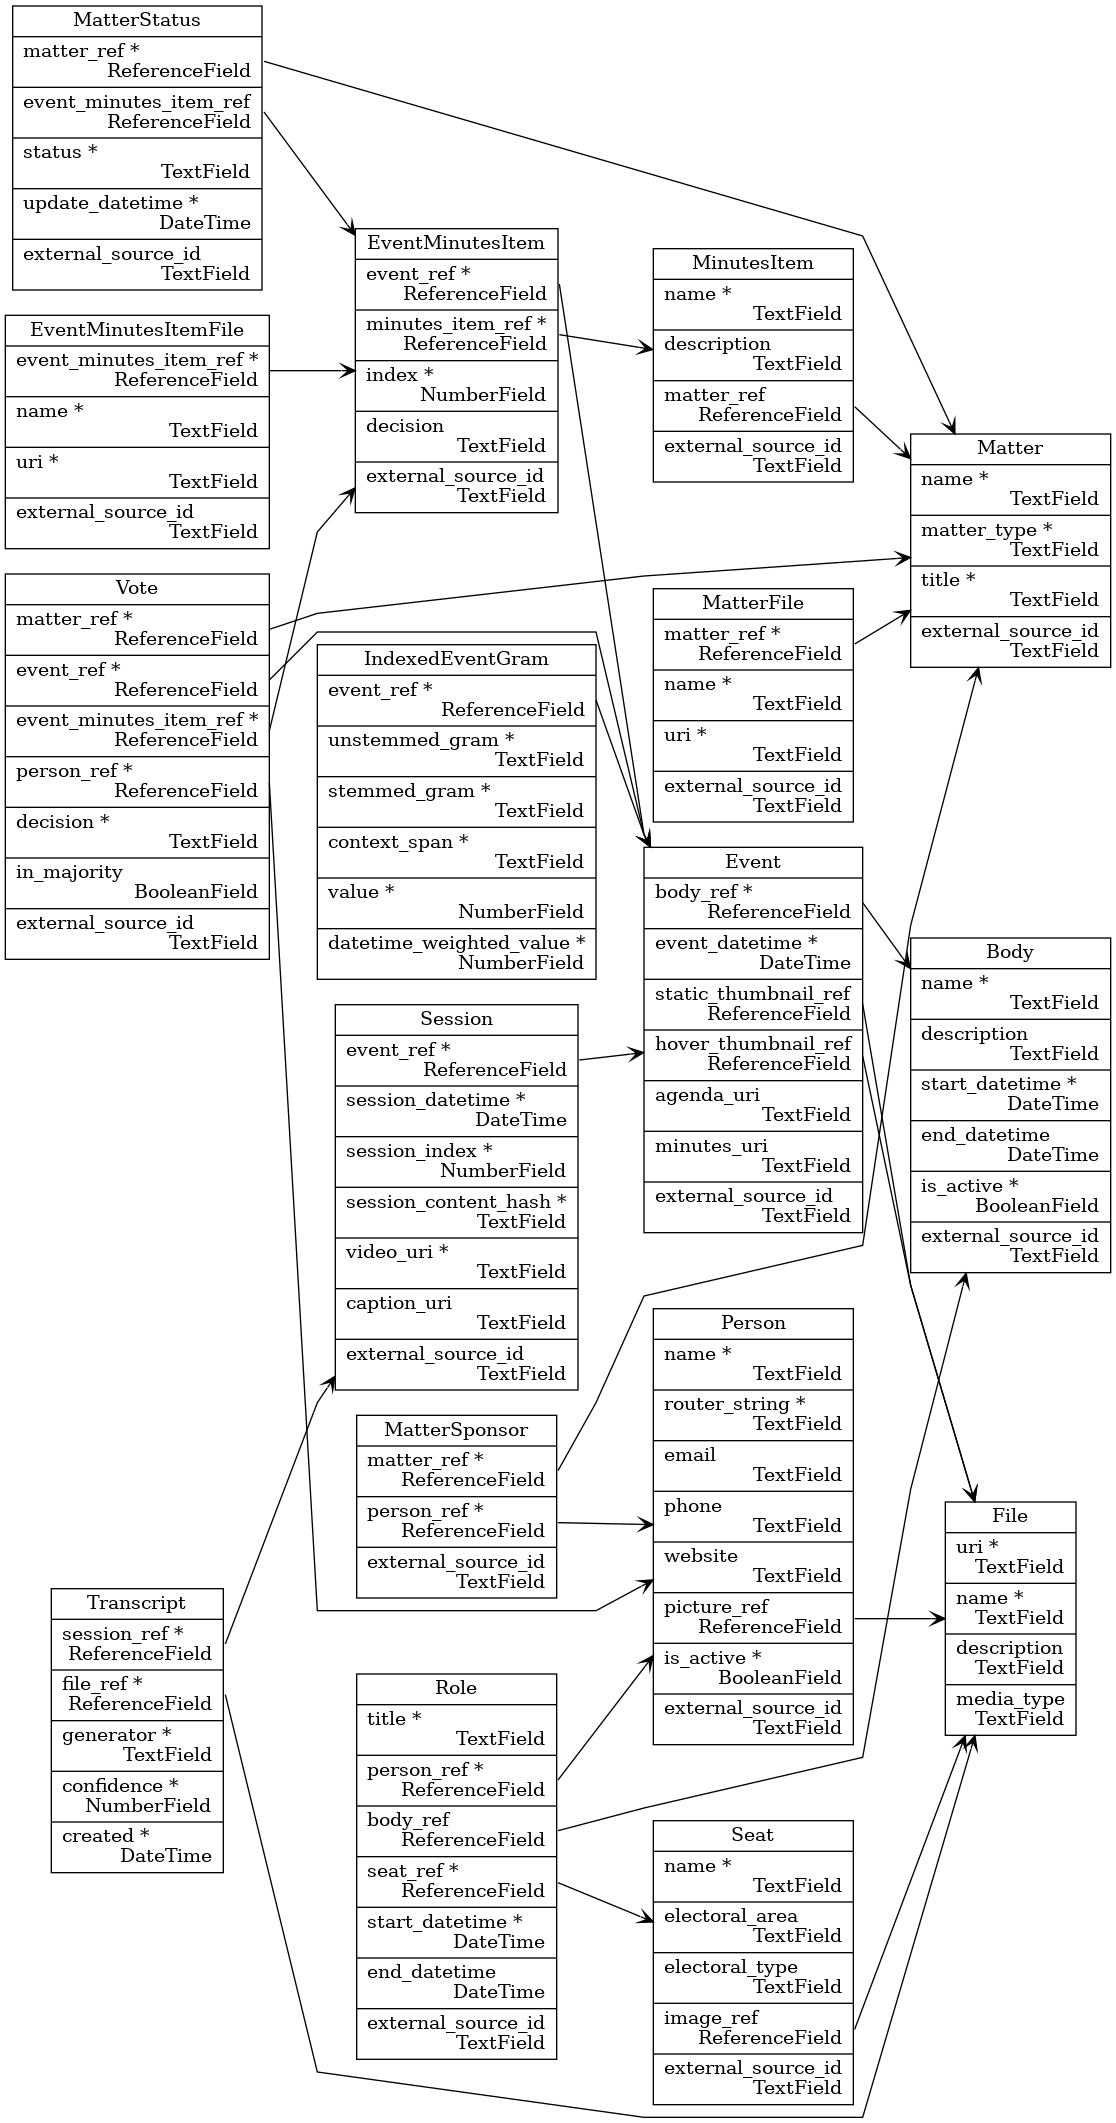 MatterStatus
matter_ref *
ReferenceField
event_minutes_item_ref
ReferenceField
status *
TextField
update_datetime *
DateTime
external_source_id
TextField
EventMinutesItemFile
event_minutes_item_ref *
ReferenceField
name *
TextField
uri *
TextField
external_source_id
TextField
Vote
matter_ref *
ReferenceField
event_ref *
ReferenceField
event_minutes_item_ref *
ReferenceField
person_ref *
ReferenceField
decision *
TextField
in_majority
BooleanField
external_source_id
TextField
Transcript
session_ref *
ReferenceField
file_ref *
ReferenceField
generator *
TextField
confidence *
NumberField
created *
DateTime
EventMinutesItem
event_ref *
ReferenceField
minutes_item_ref *
ReferenceField
index *
NumberField
decision
TextField
external_source_id
TextField
IndexedEventGram
event_ref *
ReferenceField
unstemmed_gram *
TextField
stemmed_gram *
TextField
context_span *
TextField
value *
NumberField
datetime_weighted_value *
NumberField
Session
event_ref *
ReferenceField
session_datetime *
DateTime
session_index *
NumberField
session_content_hash *
TextField
video_uri *
TextField
caption_uri
TextField
external_source_id
TextField
MatterSponsor
matter_ref *
ReferenceField
person_ref *
ReferenceField
external_source_id
TextField
Role
title *
TextField
person_ref *
ReferenceField
body_ref
ReferenceField
seat_ref *
ReferenceField
start_datetime *
DateTime
end_datetime
DateTime
external_source_id
TextField
MinutesItem
name *
TextField
description
TextField
matter_ref
ReferenceField
external_source_id
TextField
MatterFile
matter_ref *
ReferenceField
name *
TextField
uri *
TextField
external_source_id
TextField
Event
body_ref *
ReferenceField
event_datetime *
DateTime
static_thumbnail_ref
ReferenceField
hover_thumbnail_ref
ReferenceField
agenda_uri
TextField
minutes_uri
TextField
external_source_id
TextField
Person
name *
TextField
router_string *
TextField
email
TextField
phone
TextField
website
TextField
picture_ref
ReferenceField
is_active *
BooleanField
external_source_id
TextField
Seat
name *
TextField
electoral_area
TextField
electoral_type
TextField
image_ref
ReferenceField
external_source_id
TextField
Matter
name *
TextField
matter_type *
TextField
title *
TextField
external_source_id
TextField
Body
name *
TextField
description
TextField
start_datetime *
DateTime
end_datetime
DateTime
is_active *
BooleanField
external_source_id
TextField
File
uri *
TextField
name *
TextField
description
TextField
media_type
TextField